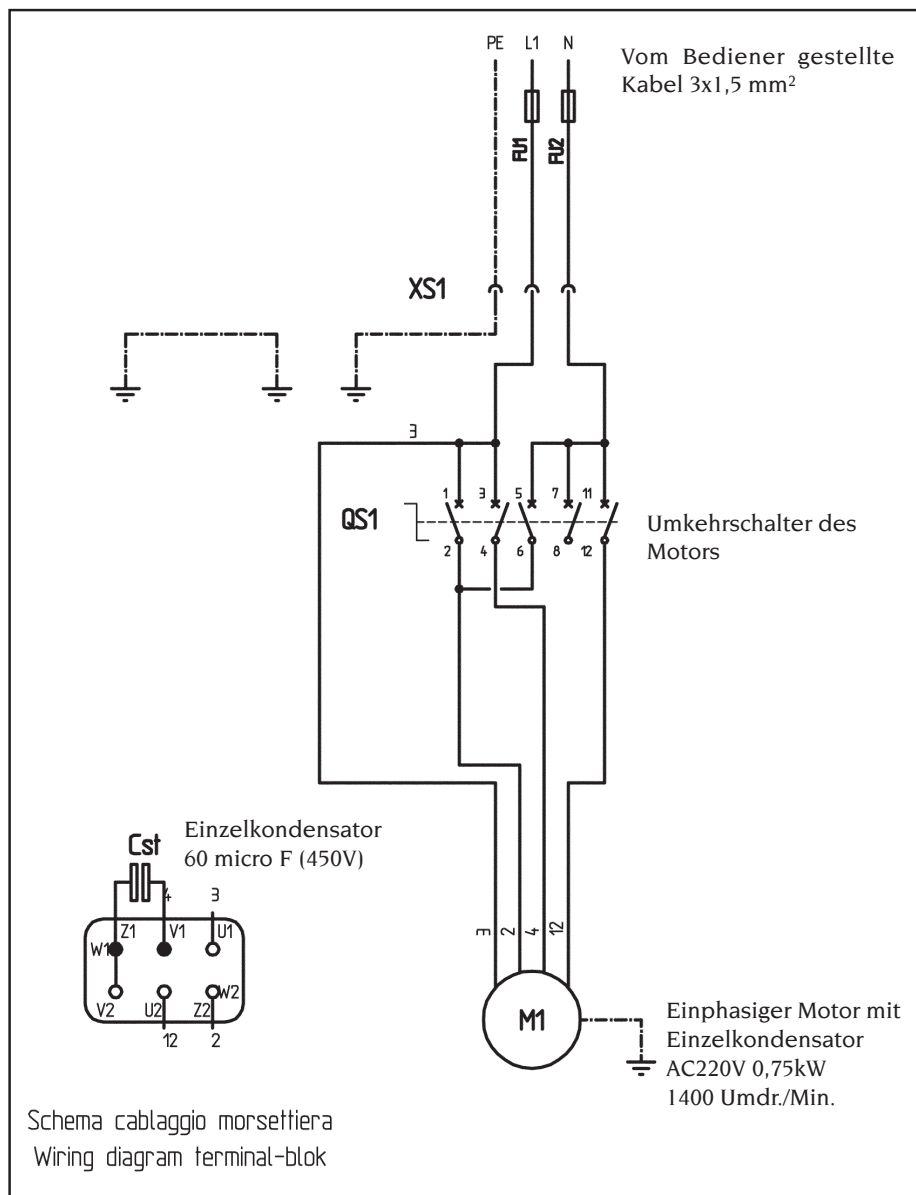 PE L1 N
Vom Bediener gestellte
Kabel 3x1,5 mm²
FU1 FU2
XS1
3
1 3 5 7 11
QS1
2 4 6 8 12
Umkehrschalter des
Motors
Einzelkondensator
60 micro F (450V)
Cst
4 3
Z1 V1 U1
W1
W2
V2 U2 Z2
12 2
3 2 4 12
M1
Einphasiger Motor mit
Einzelkondensator
AC220V 0,75kW
1400 Umdr./Min.
Schema cablaggio morsettiera
Wiring diagram terminal-blok